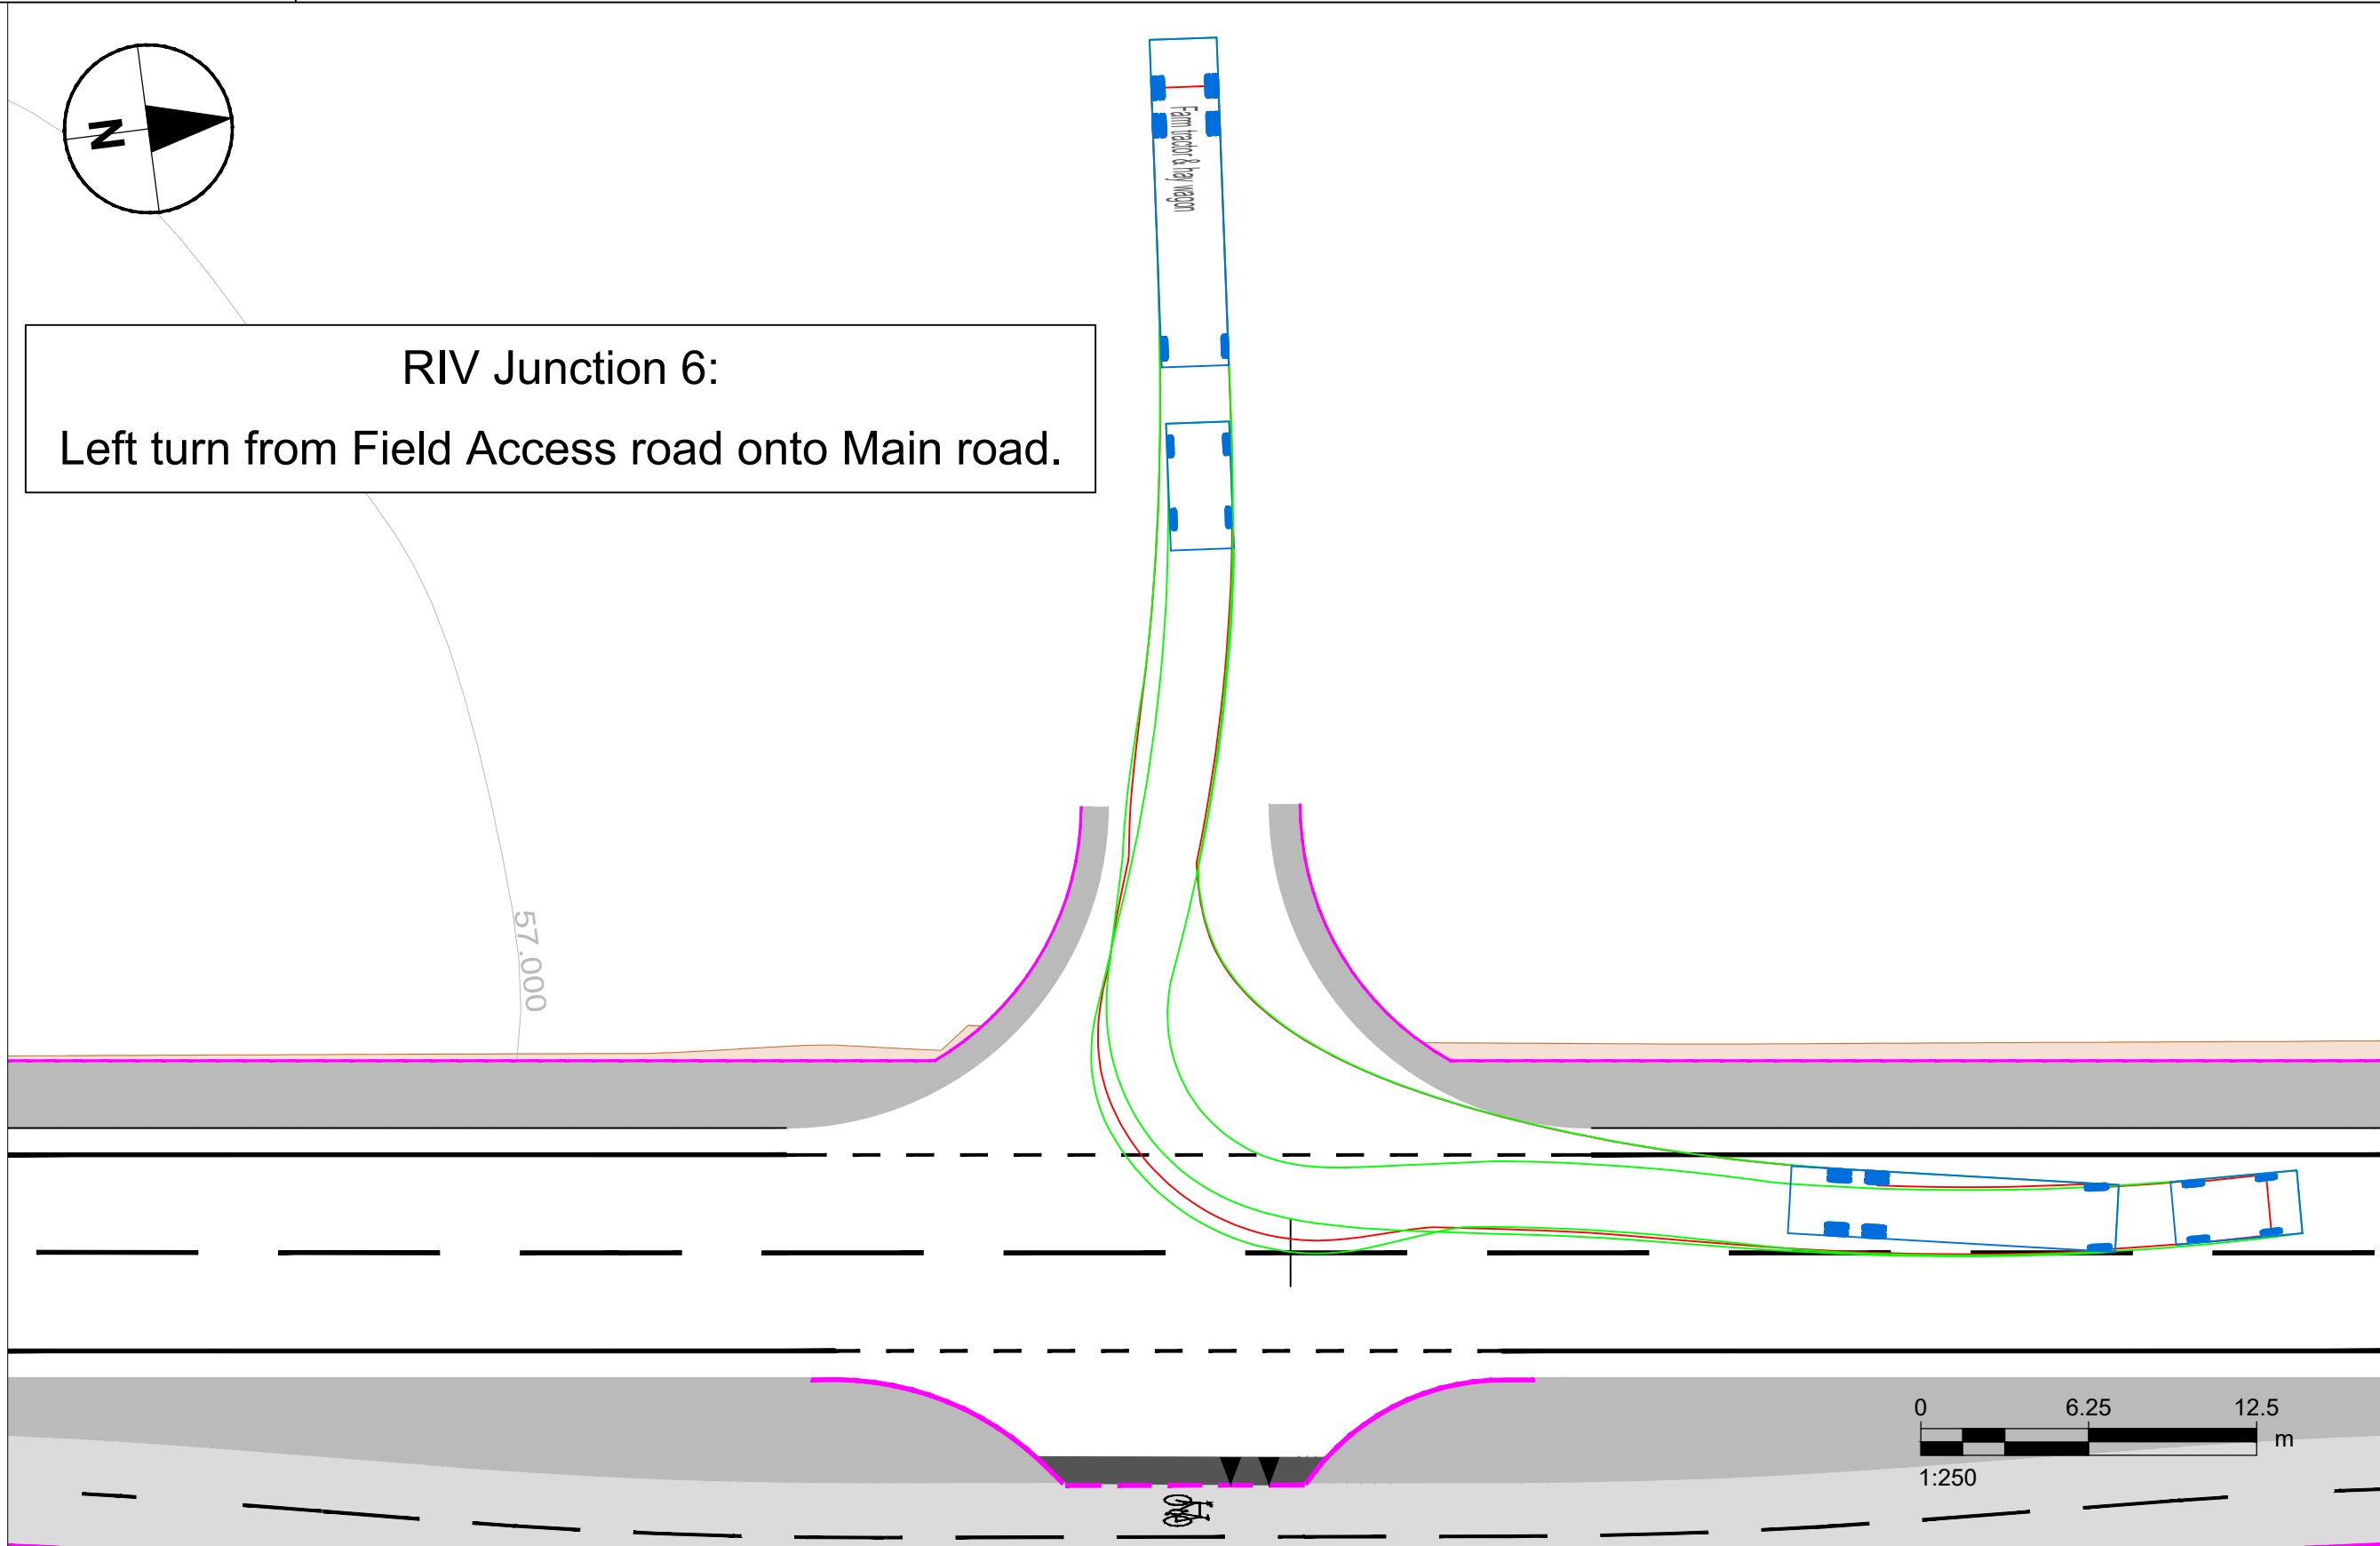 N
Farm tractor & hay wagon
RIV Junction 6:
Left turn from Field Access road onto Main road.
57.000
0 6.25 12.5
m
1:250